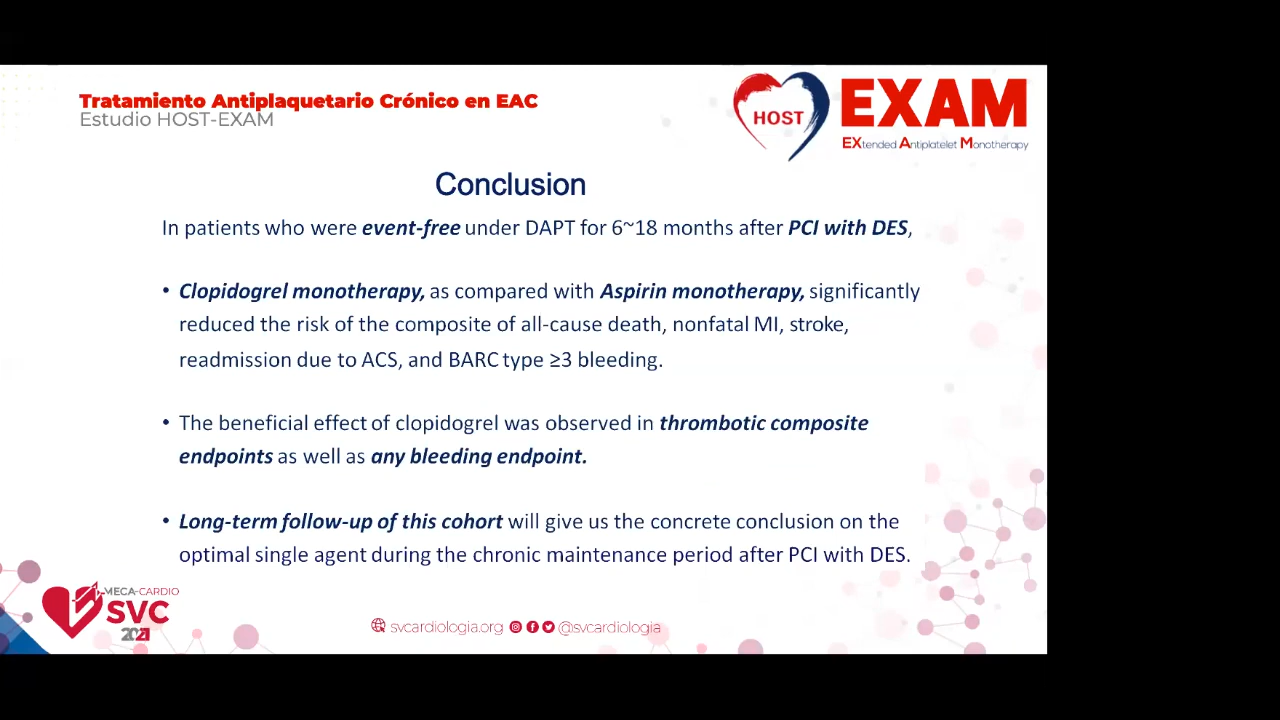 Tratamiento Antiplaquetario Crónico en EAC
Estudio HOST-EXAM
HOST
EXAM
EXtended Antiplatelet Monotherapy
Conclusion
In patients who were event-free under DAPT for 6~18 months after PCI with DES,
• Clopidogrel monotherapy, as compared with Aspirin monotherapy, significantly
reduced the risk of the composite of all-cause death, nonfatal MI, stroke,
readmission due to ACS, and BARC type ≥3 bleeding.
• The beneficial effect of clopidogrel was observed in thrombotic composite
endpoints as well as any bleeding endpoint.
• Long-term follow-up of this cohort will give us the concrete conclusion on the
optimal single agent during the chronic maintenance period after PCI with DES.
MECA-CARDIO
SVC
2021
svcardiologia.org @svcardiologia